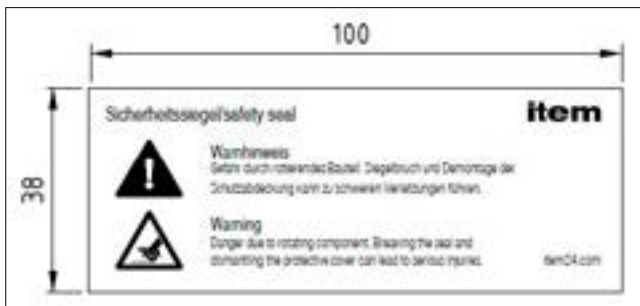 100
38
Sicherheitssiegel/safety seal
item
Warnhinweis
Gefahr durch rotierendes Bauteil. Siegelbruch und Demontage der
Schutzabdeckung kann zu schweren Verletzungen führen.
Warning
Danger due to rotating component. Breaking the seal and
dismantling the protective cover can lead to serious injuries.
item24.com